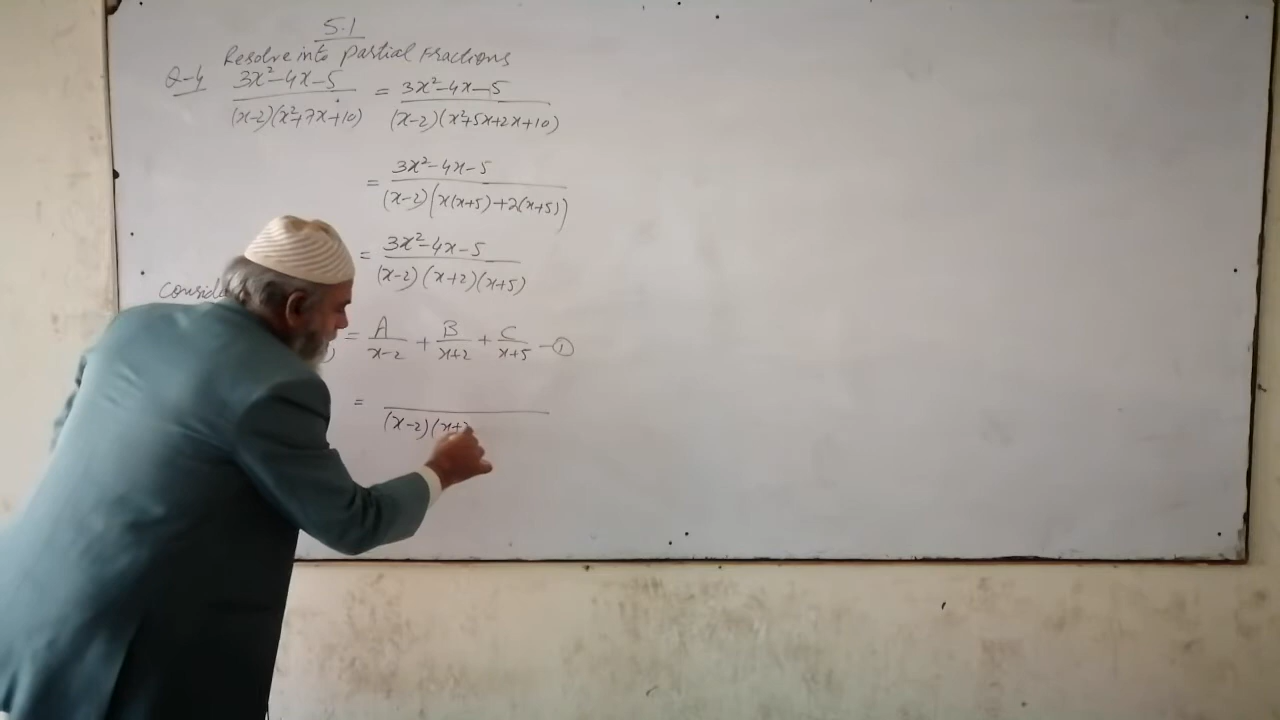 5.1
Resolve into Partial Fractions
Q-4 3x²-4x-5 / (x-2)(x²+7x+10) = 3x²-4x-5 / (x-2)(x²+5x+2x+10)
= 3x²-4x-5 / (x-2)(x(x+5)+2(x+5))
= 3x²-4x-5 / (x-2)(x+2)(x+5)
= A/x-2 + B/x+2 + C/x+5 -①
= / (x-2)(x+